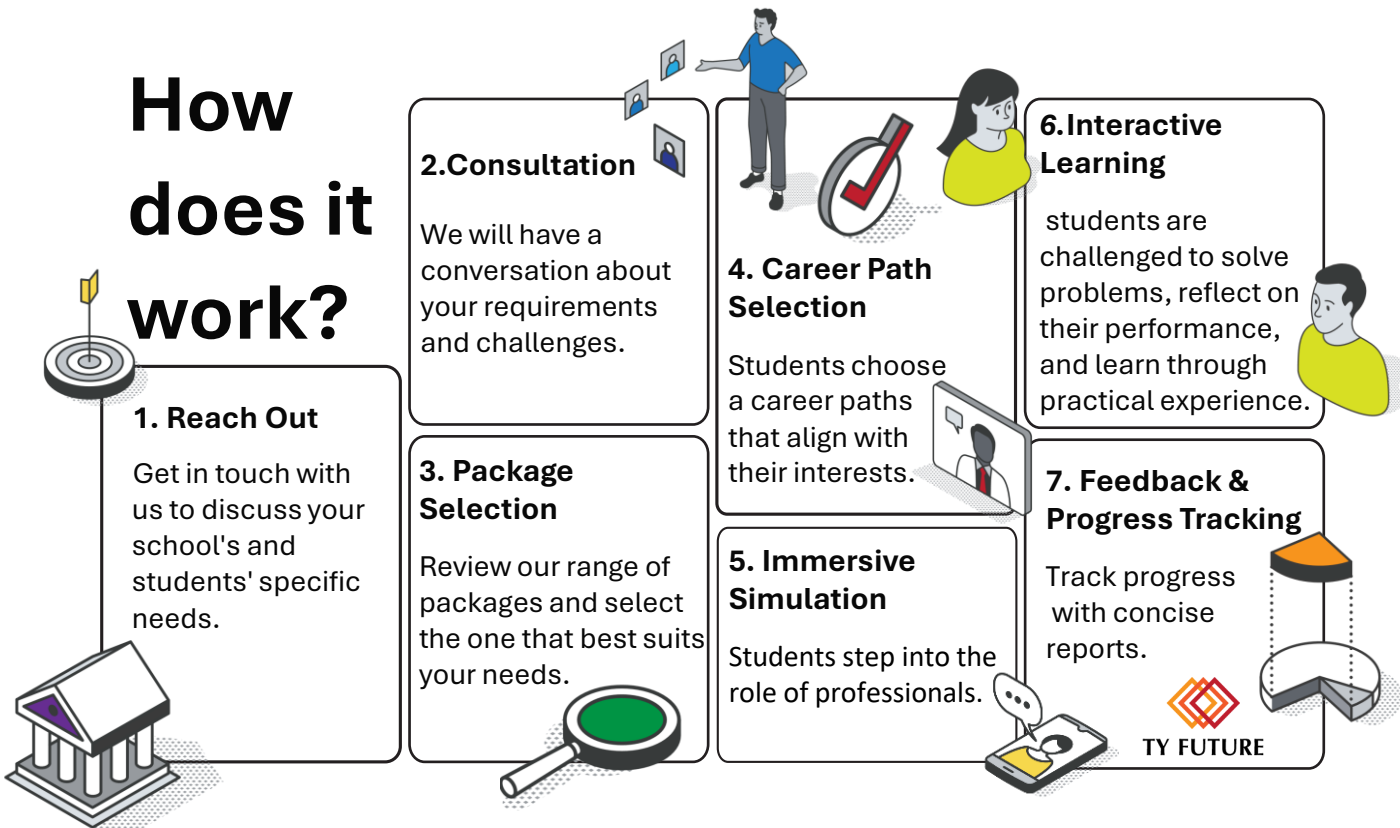 How
does it
work?
1. Reach Out
Get in touch with
us to discuss your
school's and
students' specific
needs.
2.Consultation
We will have a
conversation about
your requirements
and challenges.
3. Package
Selection
Review our range of
packages and select
the one that best suits
your needs.
4. Career Path
Selection
Students choose
a career paths
that align with
their interests.
5. Immersive
Simulation
Students step into the
role of professionals.
6.Interactive
Learning
students are
challenged to solve
problems, reflect on
their performance,
and learn through
practical experience.
7. Feedback &
Progress Tracking
Track progress
with concise
reports.
TY FUTURE